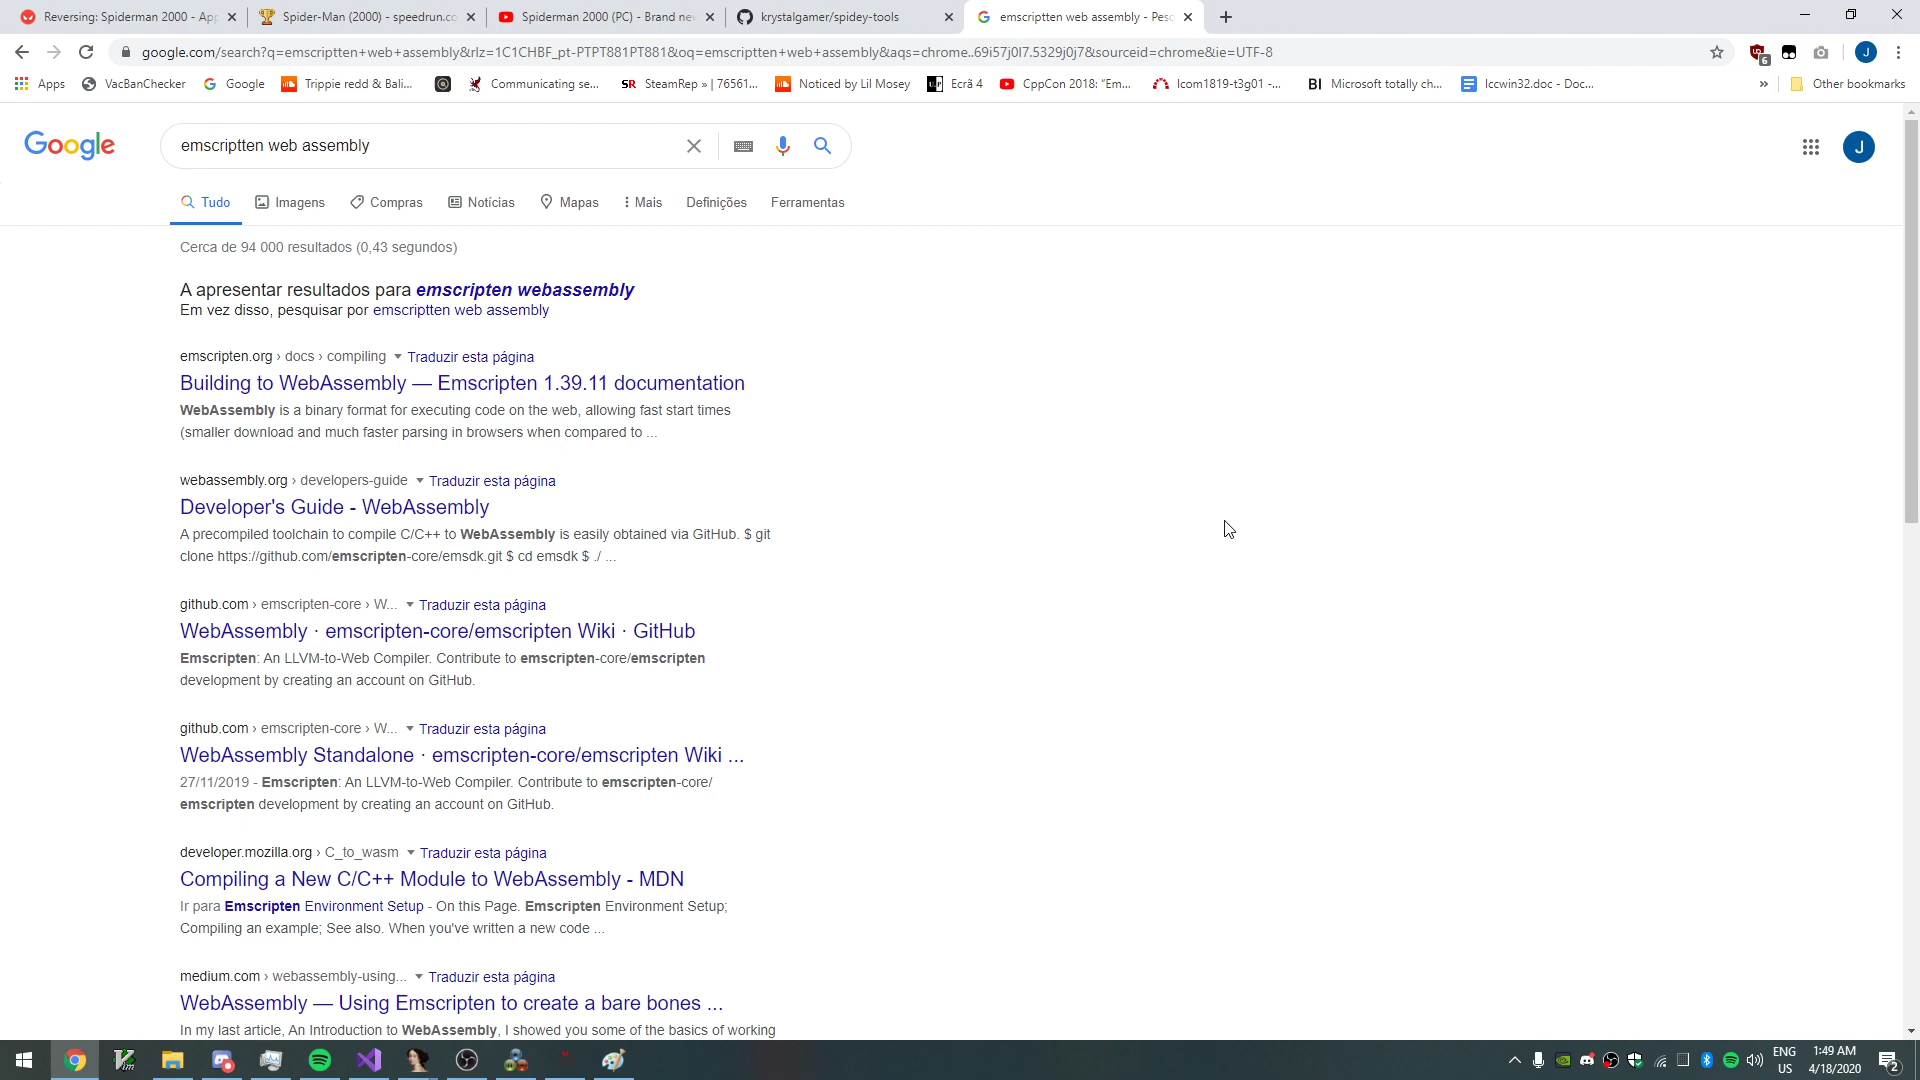 Reversing: Spiderman 2000 - App
Spider-Man (2000) - speedrun.co
Spiderman 2000 (PC) - Brand new
krystalgamer/spidey-tools
emscriptten web assembly - Pesq
google.com/search?q=emscriptten+web+assembly&rlz=1C1CHBF_pt-PTPT881PT881&oq=emscriptten+web+assembly&aqs=chrome..69i57j0l7.5329j0j7&sourceid=chrome&ie=UTF-8
6
J
Apps
VacBanChecker
Google
Trippie redd & Bali...
Communicating se...
SR SteamRep » | 76561...
Noticed by Lil Mosey
Ecrã 4
CppCon 2018: “Em...
lcom1819-t3g01 -...
BI Microsoft totally ch...
lccwin32.doc - Doc...
»
Other bookmarks
Google
emscriptten web assembly
J
Tudo
Imagens
Compras
Notícias
Mapas
Mais
Definições
Ferramentas
Cerca de 94 000 resultados (0,43 segundos)
A apresentar resultados para emscripten webassembly
Em vez disso, pesquisar por emscriptten web assembly
emscripten.org › docs › compiling Traduzir esta página
Building to WebAssembly — Emscripten 1.39.11 documentation
WebAssembly is a binary format for executing code on the web, allowing fast start times
(smaller download and much faster parsing in browsers when compared to ...
webassembly.org › developers-guide Traduzir esta página
Developer's Guide - WebAssembly
A precompiled toolchain to compile C/C++ to WebAssembly is easily obtained via GitHub. $ git
clone https://github.com/emscripten-core/emsdk.git $ cd emsdk $ ./ ...
github.com › emscripten-core › W... Traduzir esta página
WebAssembly · emscripten-core/emscripten Wiki · GitHub
Emscripten: An LLVM-to-Web Compiler. Contribute to emscripten-core/emscripten
development by creating an account on GitHub.
github.com › emscripten-core › W... Traduzir esta página
WebAssembly Standalone · emscripten-core/emscripten Wiki ...
27/11/2019 - Emscripten: An LLVM-to-Web Compiler. Contribute to emscripten-core/
emscripten development by creating an account on GitHub.
developer.mozilla.org › C_to_wasm Traduzir esta página
Compiling a New C/C++ Module to WebAssembly - MDN
Ir para Emscripten Environment Setup - On this Page. Emscripten Environment Setup;
Compiling an example; See also. When you've written a new code ...
medium.com › webassembly-using... Traduzir esta página
WebAssembly — Using Emscripten to create a bare bones ...
In my last article, An Introduction to WebAssembly, I showed you some of the basics of working
ENG
US
1:49 AM
4/18/2020
2